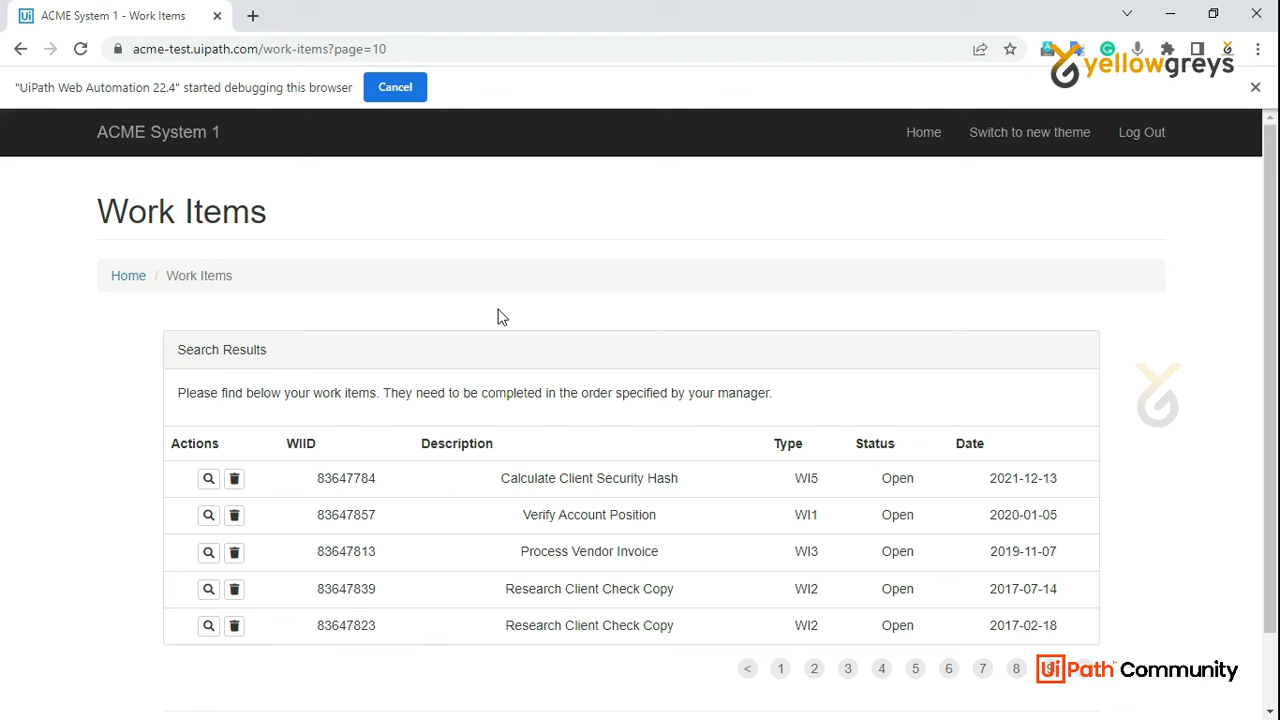 Ui ACME System 1 - Work Items
acme-test.uipath.com/work-items?page=10
yellowgreys
"UiPath Web Automation 22.4" started debugging this browser Cancel
ACME System 1 Home Switch to new theme Log Out
Work Items
Home / Work Items
Search Results
Please find below your work items. They need to be completed in the order specified by your manager.
Actions WIID Description Type Status Date
83647784 Calculate Client Security Hash WI5 Open 2021-12-13
83647857 Verify Account Position WI1 Open 2020-01-05
83647813 Process Vendor Invoice WI3 Open 2019-11-07
83647839 Research Client Check Copy WI2 Open 2017-07-14
83647823 Research Client Check Copy WI2 Open 2017-02-18
< 1 2 3 4 5 6 7 8
UiPath Community